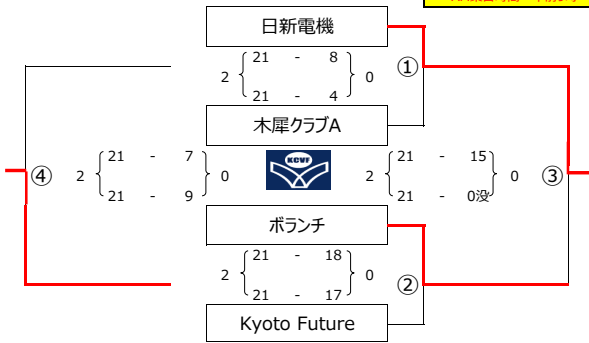 日新電機
2 21 - 8 0 ①
21 - 4
木犀クラブA
④ 2 21 - 7 0 KCVF 2 21 - 15 0 ③
21 - 9 21 - 0没
ボランチ
2 21 - 18 0 ②
21 - 17
Kyoto Future